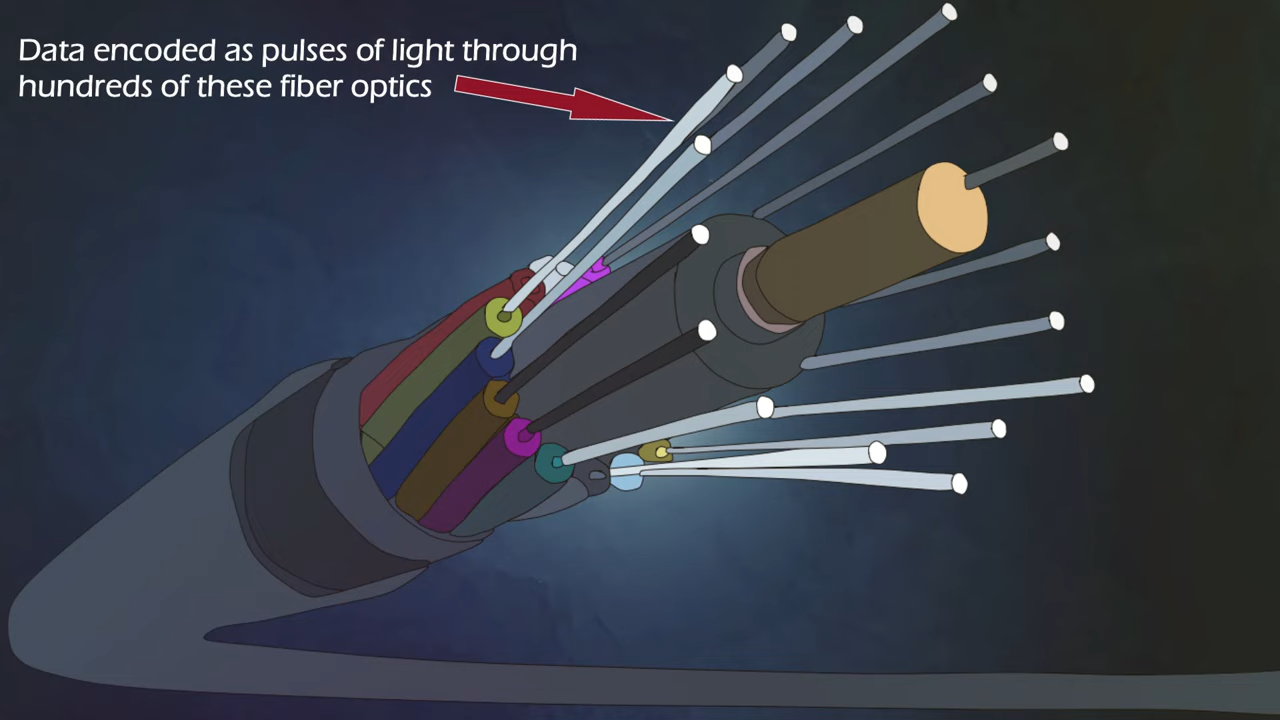 Data encoded as pulses of light through
hundreds of these fiber optics